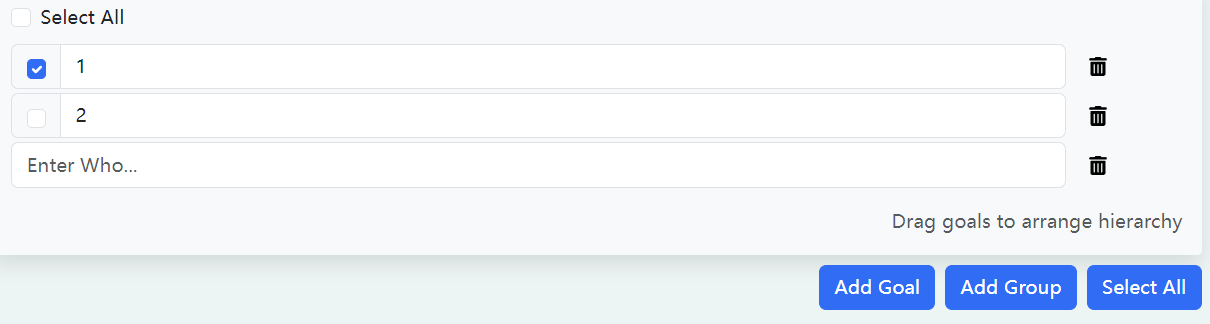 Select All
1
2
Enter Who...
Drag goals to arrange hierarchy
Add Goal Add Group Select All